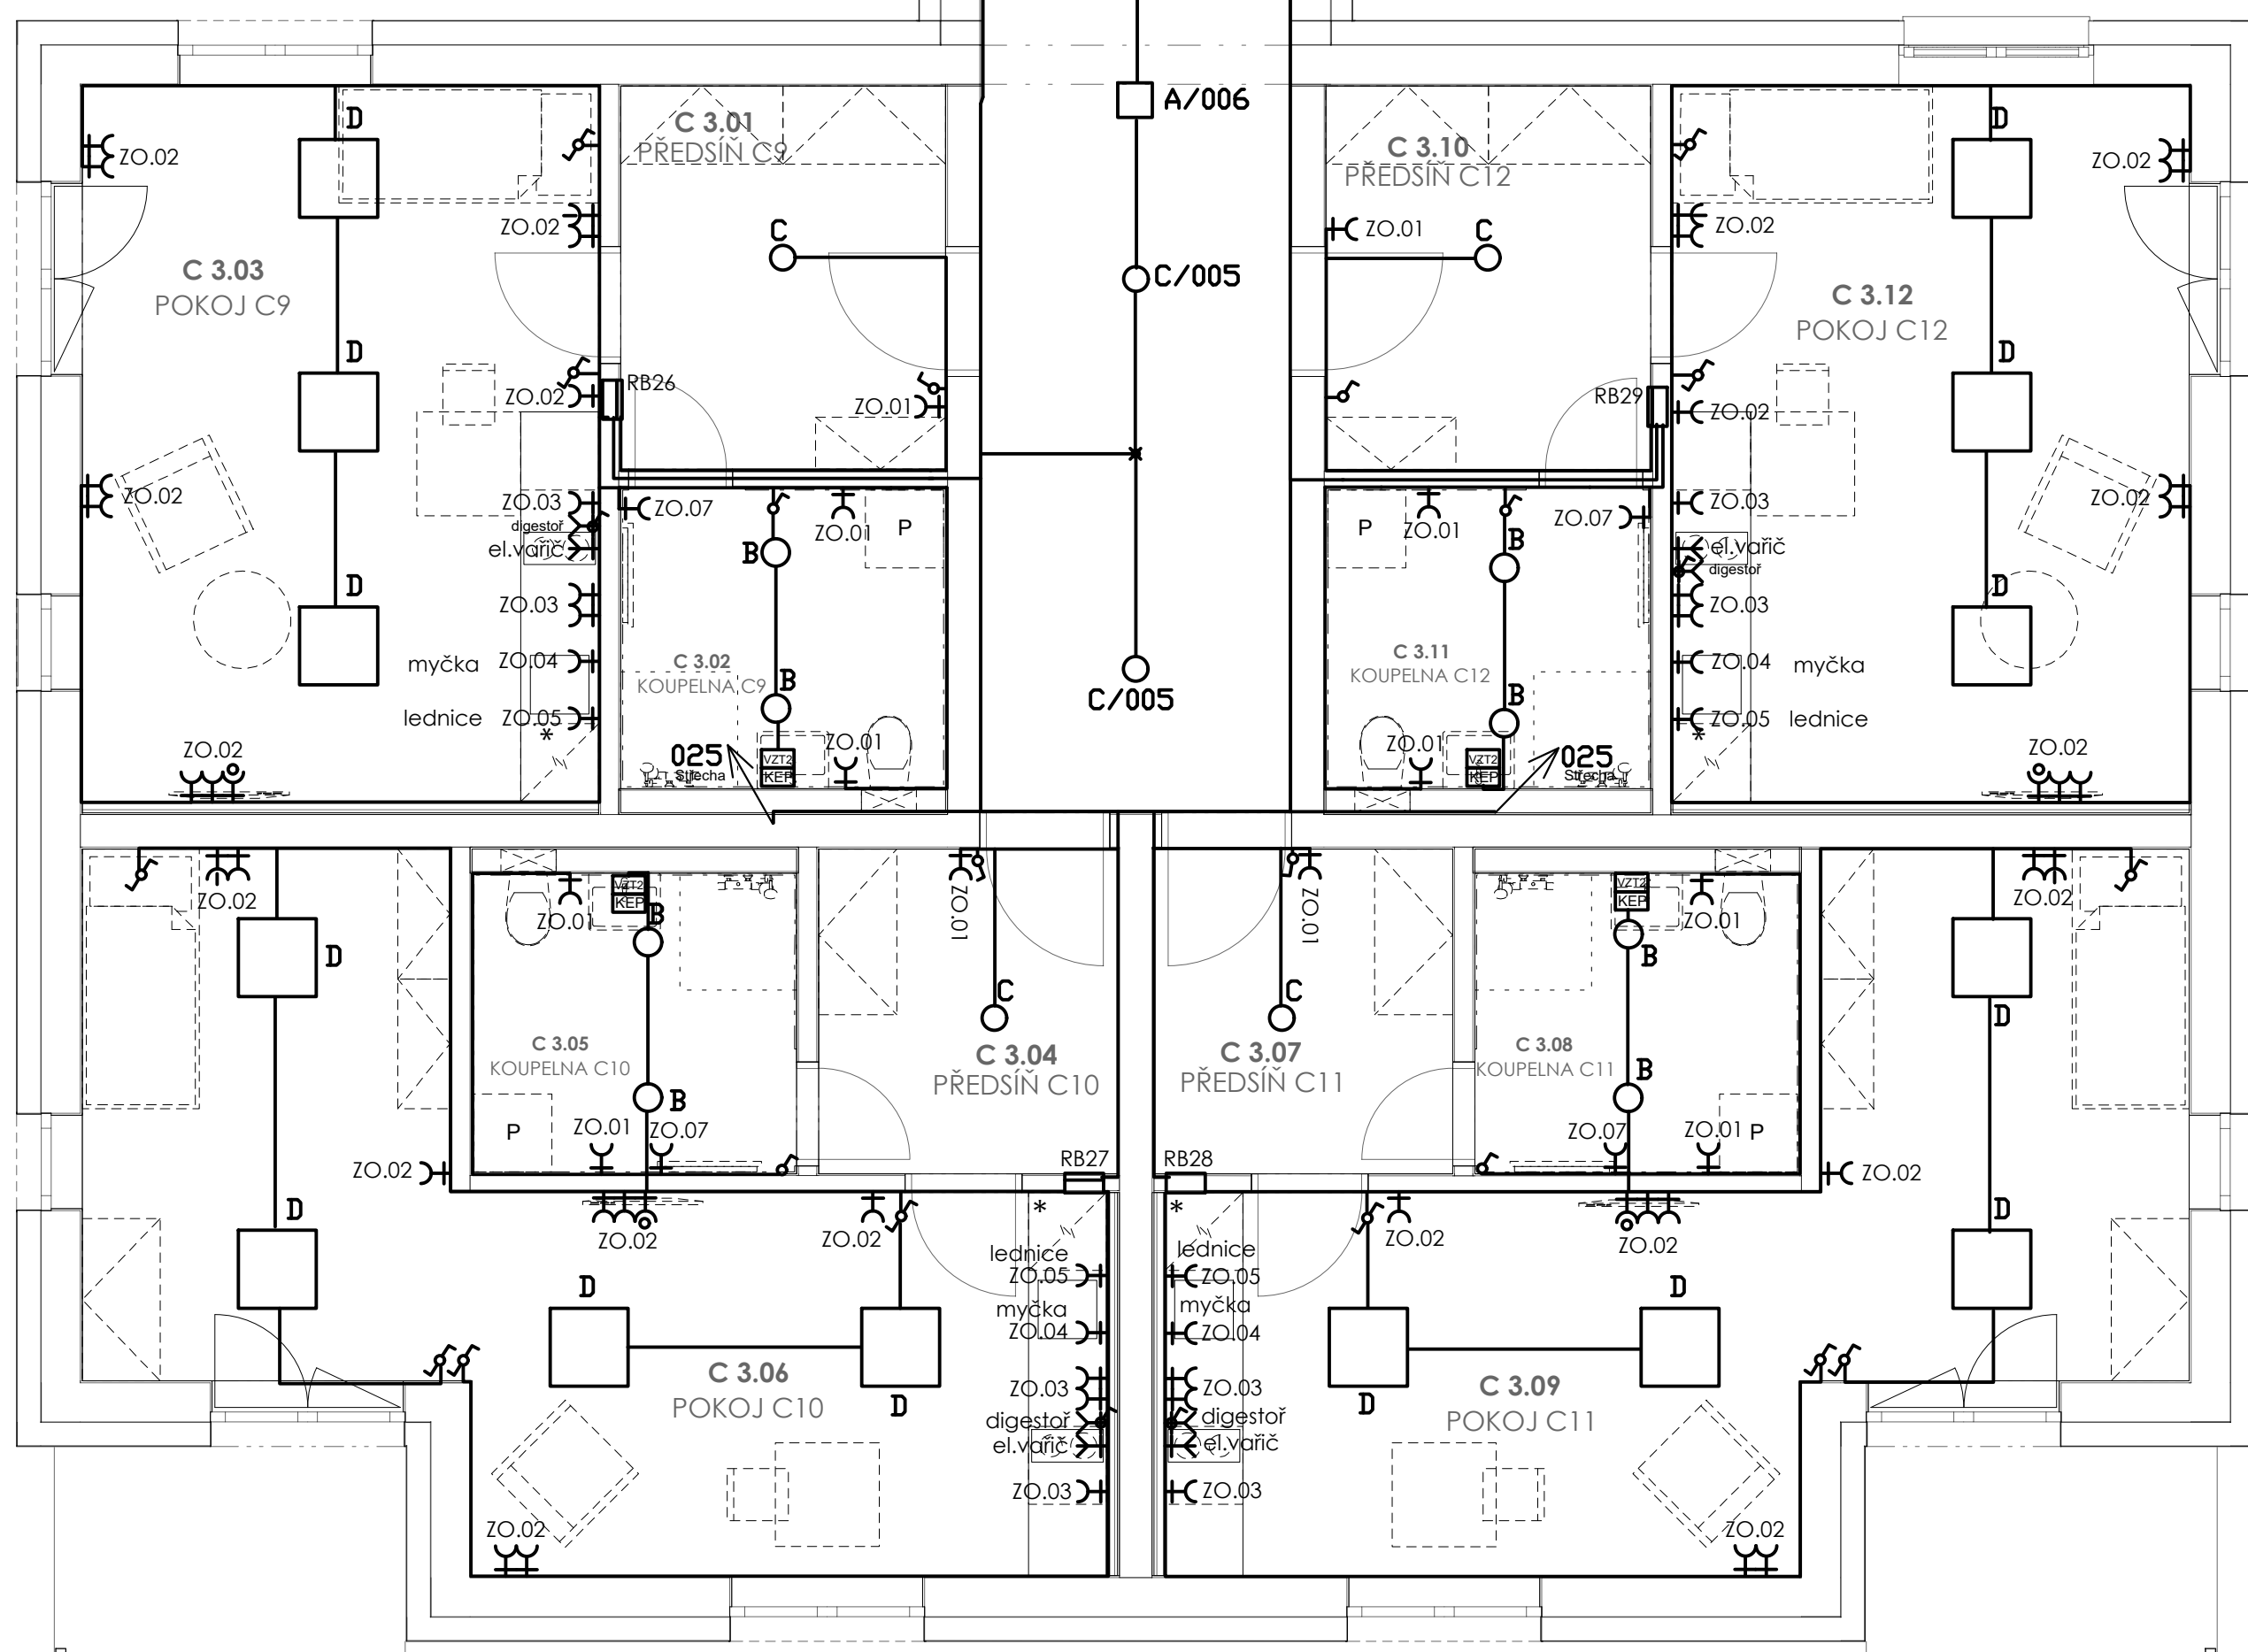 A/006
C/005
C/005
C 3.01
PŘEDSÍŇ C9
C
RB26
ZO.01
D
ZO.02
ZO.02
C 3.03
POKOJ C9
D
ZO.02
ZO.02
ZO.03
digestoř
el.vařič
D
ZO.03
myčka ZO.04
lednice ZO.05
*
ZO.02
ZO.07
ZO.01
P
B
C 3.02
KOUPELNA C9
B
025
Střecha
VZT2
KEP
ZO.01
C 3.10
PŘEDSÍŇ C12
ZO.01
C
RB29
D
ZO.02
ZO.02
C 3.12
POKOJ C12
D
ZO.02
ZO.03
ZO.02
el.vařič
digestoř
D
ZO.03
ZO.04 myčka
ZO.05 lednice
*
ZO.02
P
ZO.01
ZO.07
B
C 3.11
KOUPELNA C12
B
ZO.01
VZT2
KEP
025
Střecha
ZO.02
D
ZO.01
VZT2
KEP
B
C 3.05
KOUPELNA C10
B
P
ZO.01
ZO.07
ZO.01
C
C 3.04
PŘEDSÍŇ C10
RB27
ZO.02
D
ZO.02
ZO.02
D
C 3.06
POKOJ C10
D
*
lednice
ZO.05
myčka
ZO.04
ZO.03
digestoř
el.vařič
ZO.03
ZO.02
ZO.01
C
C 3.07
PŘEDSÍŇ C11
RB28
VZT2
KEP
ZO.01
B
C 3.08
KOUPELNA C11
B
ZO.07
ZO.01
P
ZO.02
D
ZO.02
D
*
lednice
ZO.05
myčka
ZO.04
ZO.03
digestoř
el.vařič
ZO.03
ZO.02
ZO.02
D
D
C 3.09
POKOJ C11
ZO.02